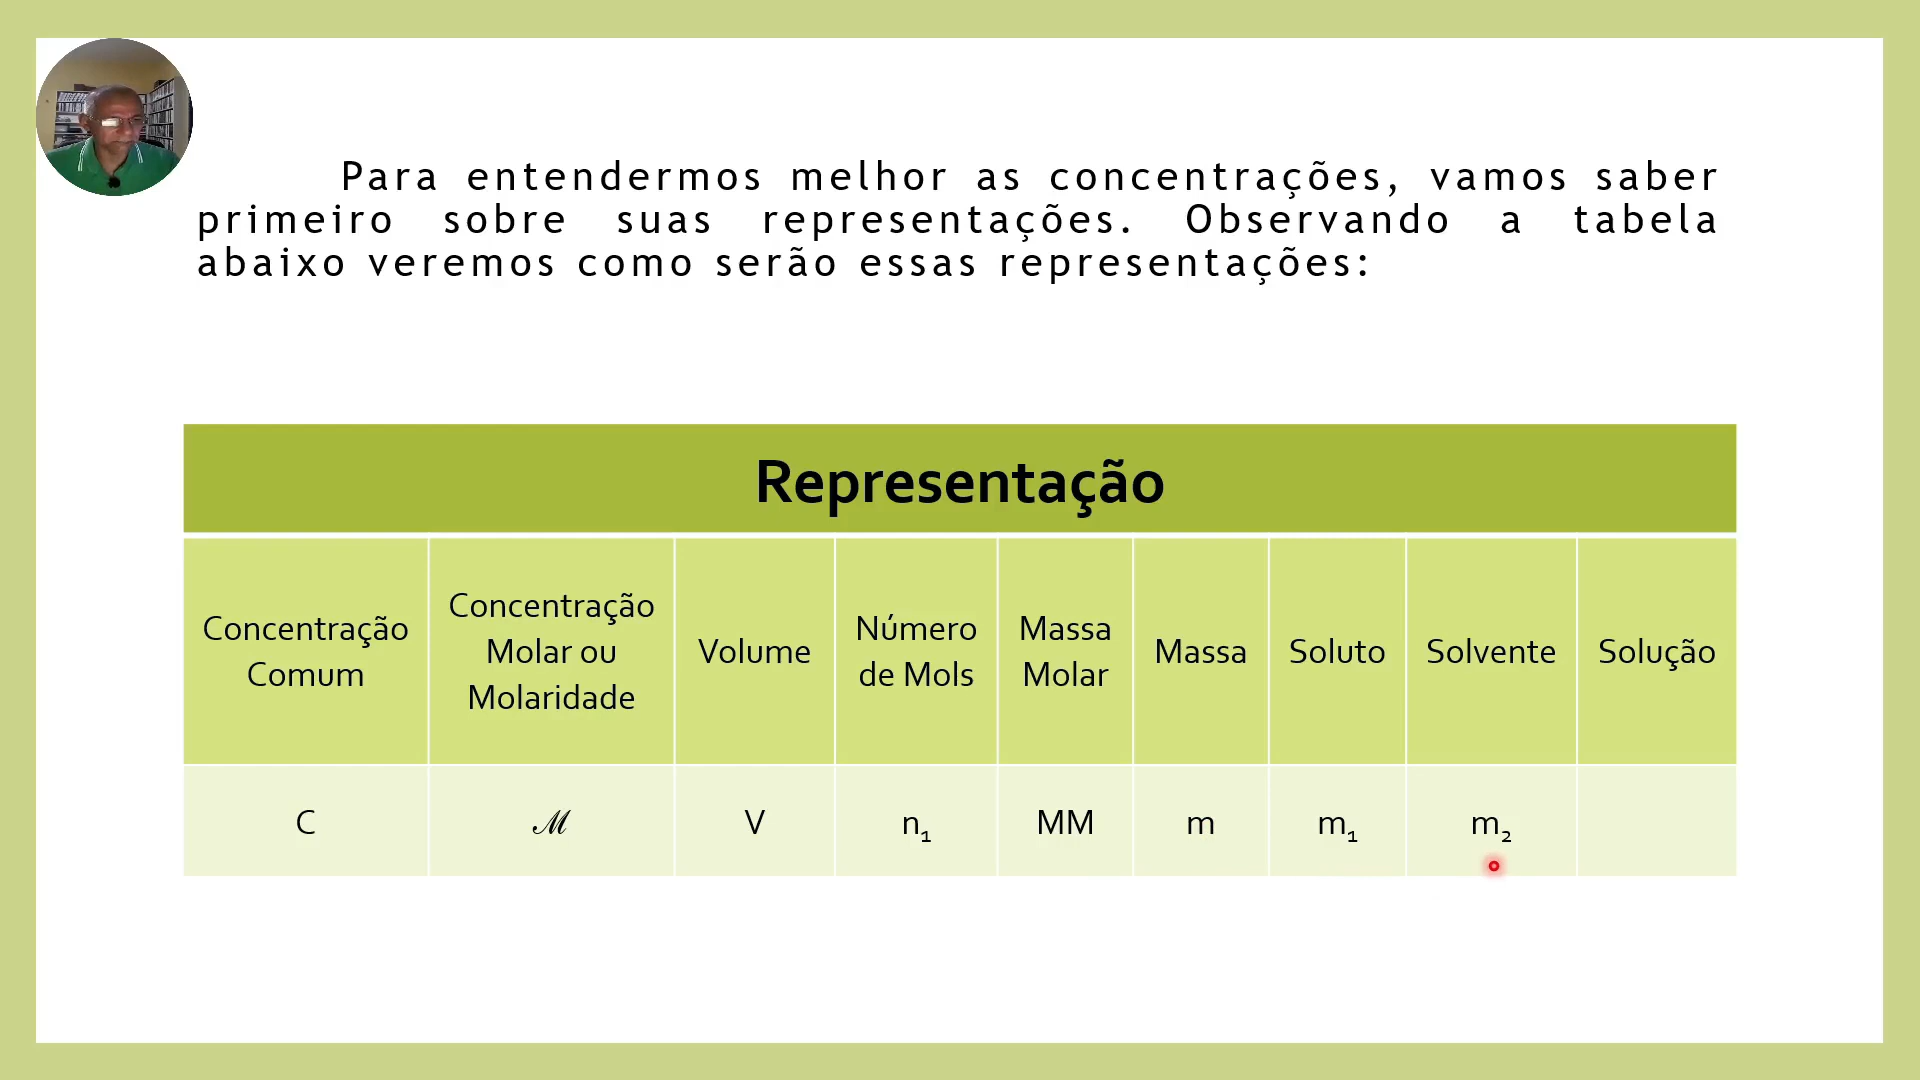 Para entendermos melhor as concentrações, vamos saber
primeiro sobre suas representações. Observando a tabela
abaixo veremos como serão essas representações:
Representação
Concentração Comum
Concentração Molar ou Molaridade
Volume
Número de Mols
Massa Molar
Massa
Soluto
Solvente
Solução
C
ℳ
V
n₁
MM
m
m₁
m₂